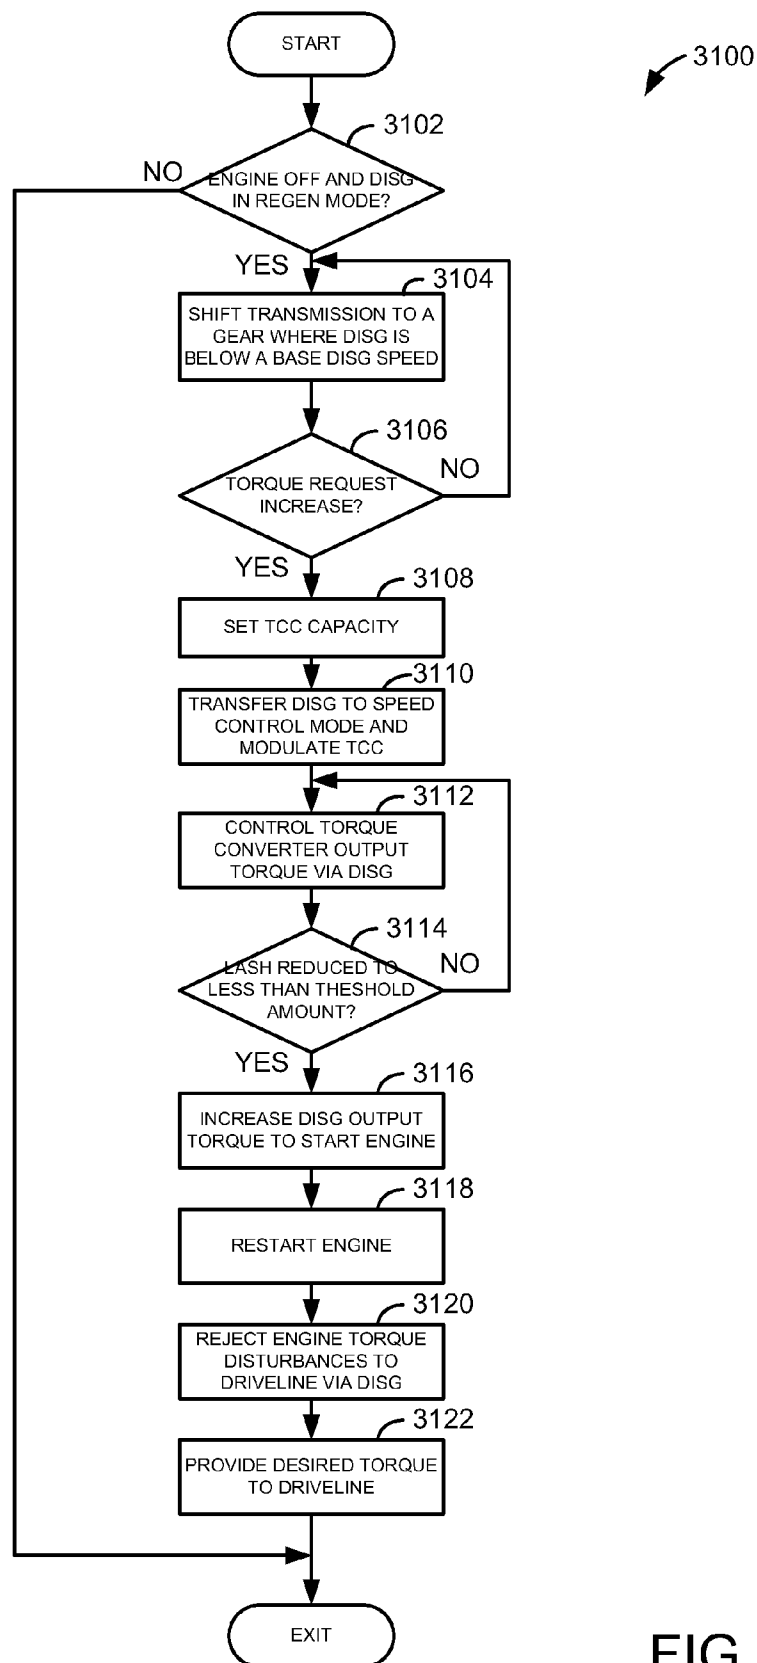 START
3100
3102
NO
ENGINE OFF AND DISG
IN REGEN MODE?
YES
3104
SHIFT TRANSMISSION TO A
GEAR WHERE DISG IS
BELOW A BASE DISG SPEED
3106
NO
TORQUE REQUEST
INCREASE?
YES
3108
SET TCC CAPACITY
3110
TRANSFER DISG TO SPEED
CONTROL MODE AND
MODULATE TCC
3112
CONTROL TORQUE
CONVERTER OUTPUT
TORQUE VIA DISG
3114
NO
LASH REDUCED TO
LESS THAN THESHOLD
AMOUNT?
YES
3116
INCREASE DISG OUTPUT
TORQUE TO START ENGINE
3118
RESTART ENGINE
3120
REJECT ENGINE TORQUE
DISTURBANCES TO
DRIVELINE VIA DISG
3122
PROVIDE DESIRED TORQUE
TO DRIVELINE
EXIT
FIG